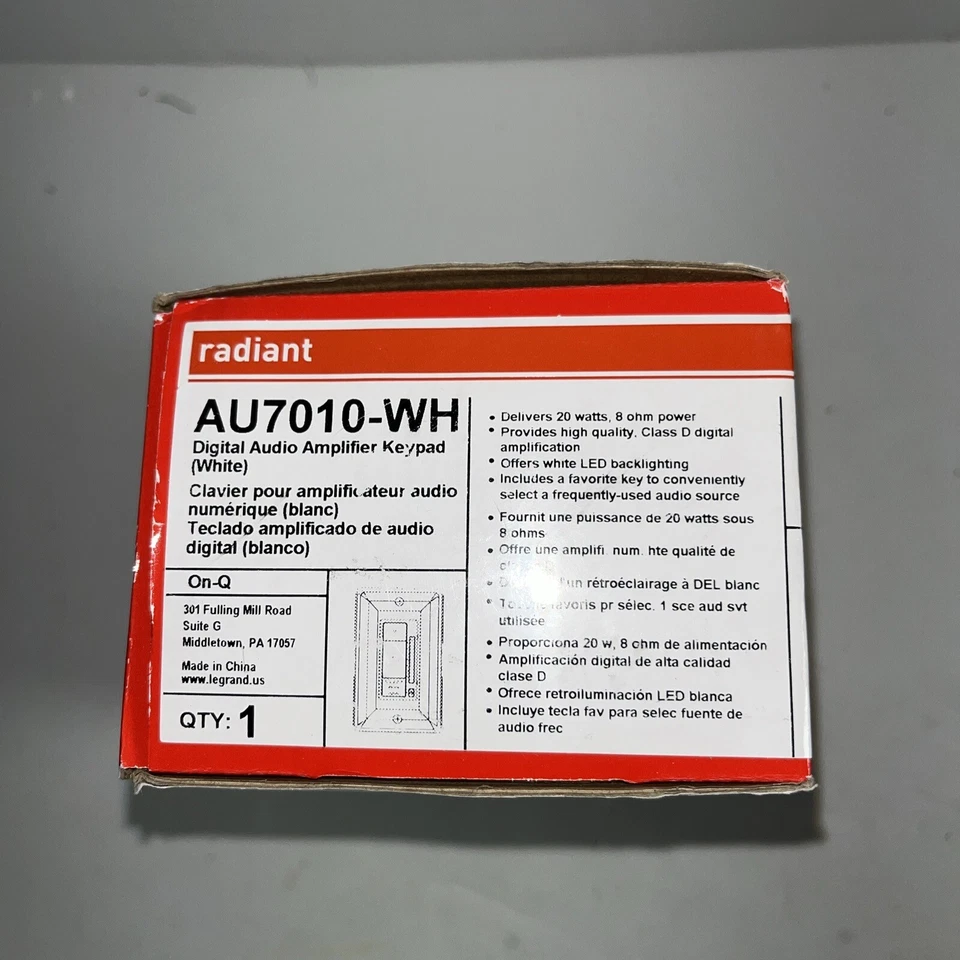 radiant
AU7010-WH
Digital Audio Amplifier Keypad
(White)
Clavier pour amplificateur audio
numérique (blanc)
Teclado amplificado de audio
digital (blanco)
On-Q
301 Fulling Mill Road
Suite G
Middletown, PA 17057
Made in China
www.legrand.us
QTY: 1
• Delivers 20 watts, 8 ohm power
• Provides high quality, Class D digital
amplification
• Offers white LED backlighting
• Includes a favorite key to conveniently
select a frequently-used audio source
• Fournit une puissance de 20 watts sous
8 ohms
• Offre une amplifi. num. hte qualité de
• rétroéclairage à DEL blanc
• favoris pr sélec. 1 sce aud svt
utilisée
• Proporciona 20 w, 8 ohm de alimentación
• Amplificación digital de alta calidad
clase D
• Ofrece retroiluminación LED blanca
• Incluye tecla fav para selec fuente de
audio frec